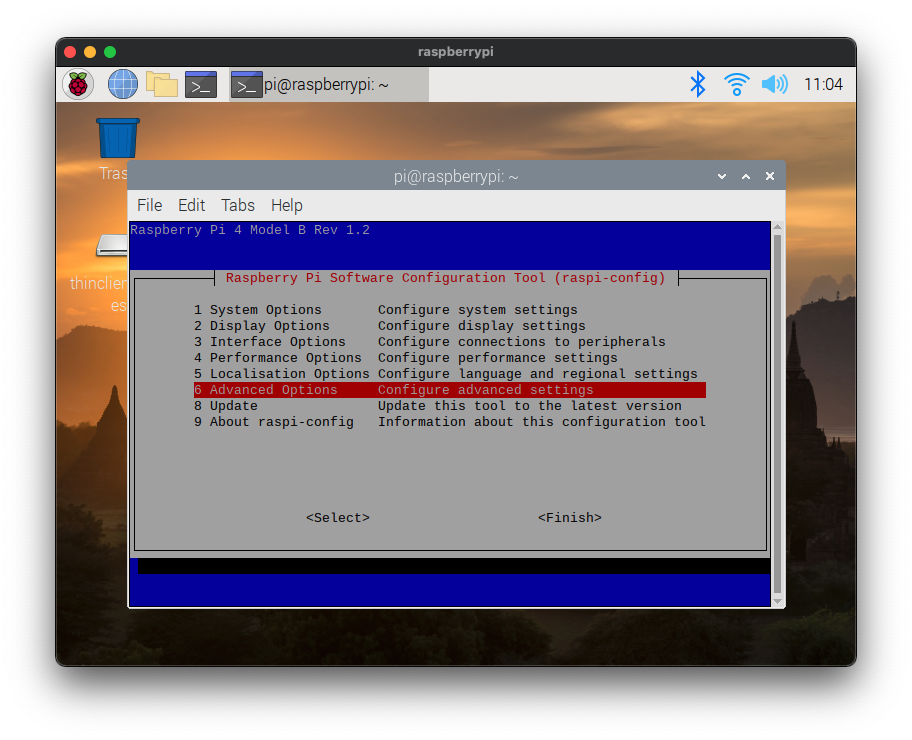 raspberrypi
>_ >_ pi@raspberrypi: ~ 11:04
Tras
pi@raspberrypi: ~
File Edit Tabs Help
Raspberry Pi 4 Model B Rev 1.2
thinclien
es
Raspberry Pi Software Configuration Tool (raspi-config)
1 System Options Configure system settings
2 Display Options Configure display settings
3 Interface Options Configure connections to peripherals
4 Performance Options Configure performance settings
5 Localisation Options Configure language and regional settings
6 Advanced Options Configure advanced settings
8 Update Update this tool to the latest version
9 About raspi-config Information about this configuration tool
<Select> <Finish>